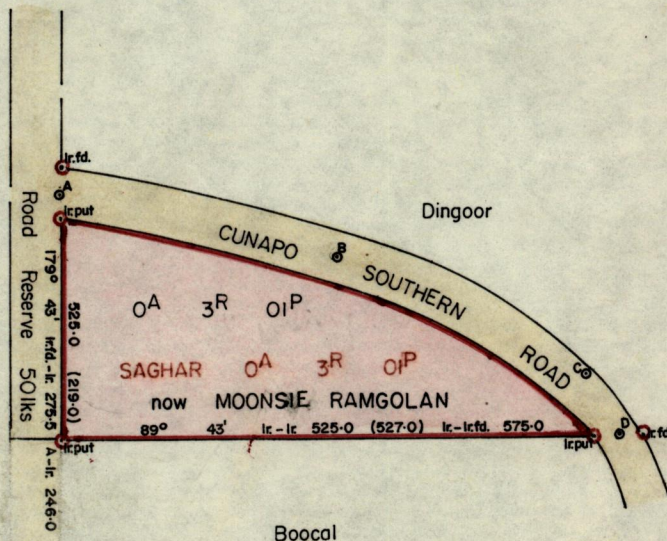 Ir.fd.
A
Ir.put
Dingoor
CUNAPO SOUTHERN ROAD
B
C
D
Road Reserve 50lks
179° 43' Ir.fd.-Ir. 275·5 A-Ir. 246·0
525·0 (219·0)
0A 3R 01P
SAGHAR 0A 3R 01P
now MOONSIE RAMGOLAN
89° 43' Ir.-Ir. 525·0 (527·0) Ir.-Ir.fd. 575·0
Ir.put
Ir.put
Ir.fd
Boocal